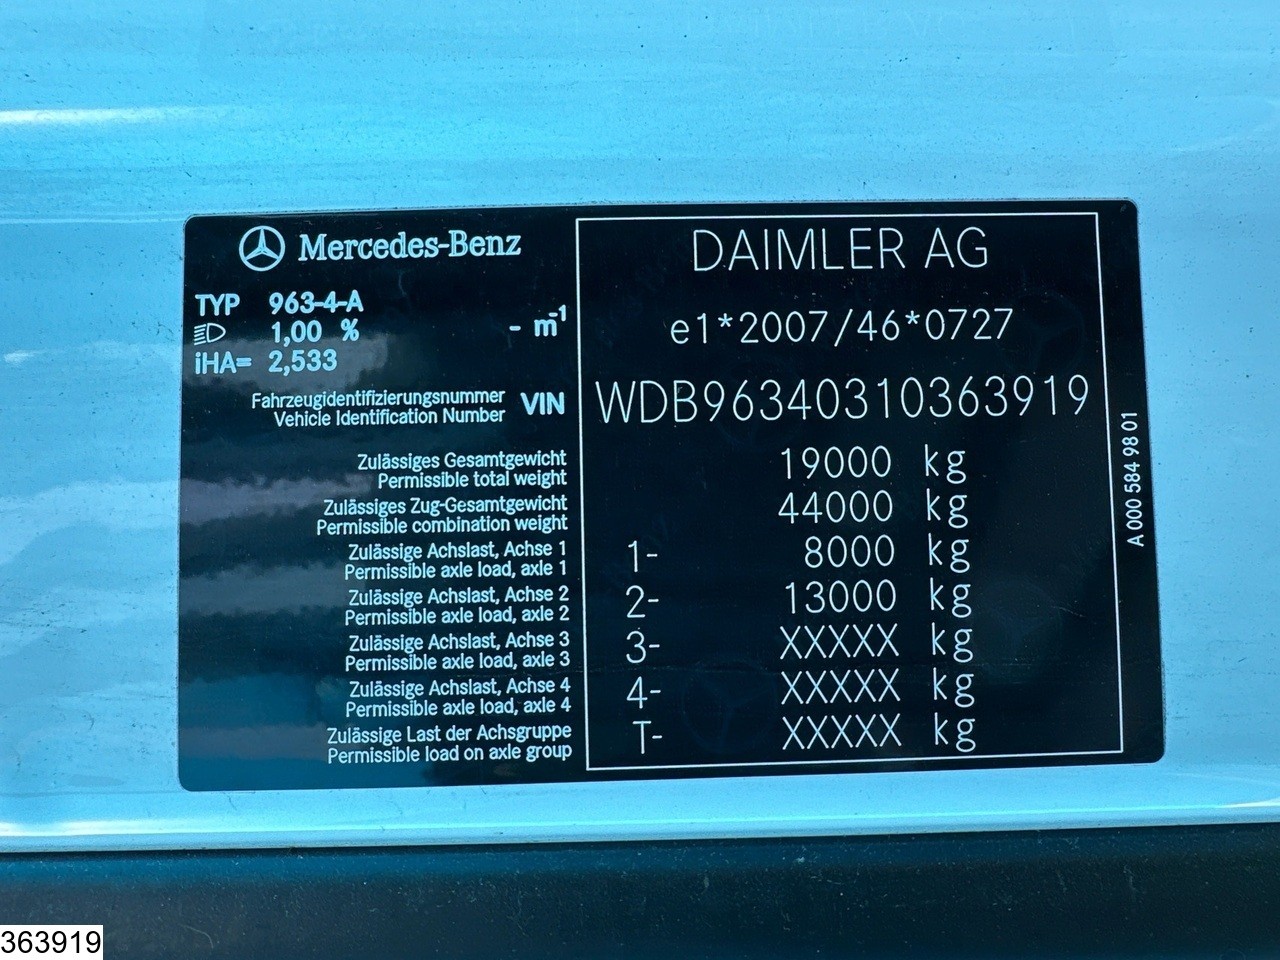 Mercedes-Benz
TYP 963-4-A
1,00 % - m-1
iHA= 2,533
DAIMLER AG
e1*2007/46*0727
Fahrzeugidentifizierungsnummer
Vehicle Identification Number
VIN WDB96340310363919
Zulässiges Gesamtgewicht
Permissible total weight
19000 kg
Zulässiges Zug-Gesamtgewicht
Permissible combination weight
44000 kg
Zulässige Achslast, Achse 1
Permissible axle load, axle 1
1- 8000 kg
Zulässige Achslast, Achse 2
Permissible axle load, axle 2
2- 13000 kg
Zulässige Achslast, Achse 3
Permissible axle load, axle 3
3- XXXXX kg
Zulässige Achslast, Achse 4
Permissible axle load, axle 4
4- XXXXX kg
Zulässige Last der Achsgruppe
Permissible load on axle group
T- XXXXX kg
A 000 584 98 01
363919